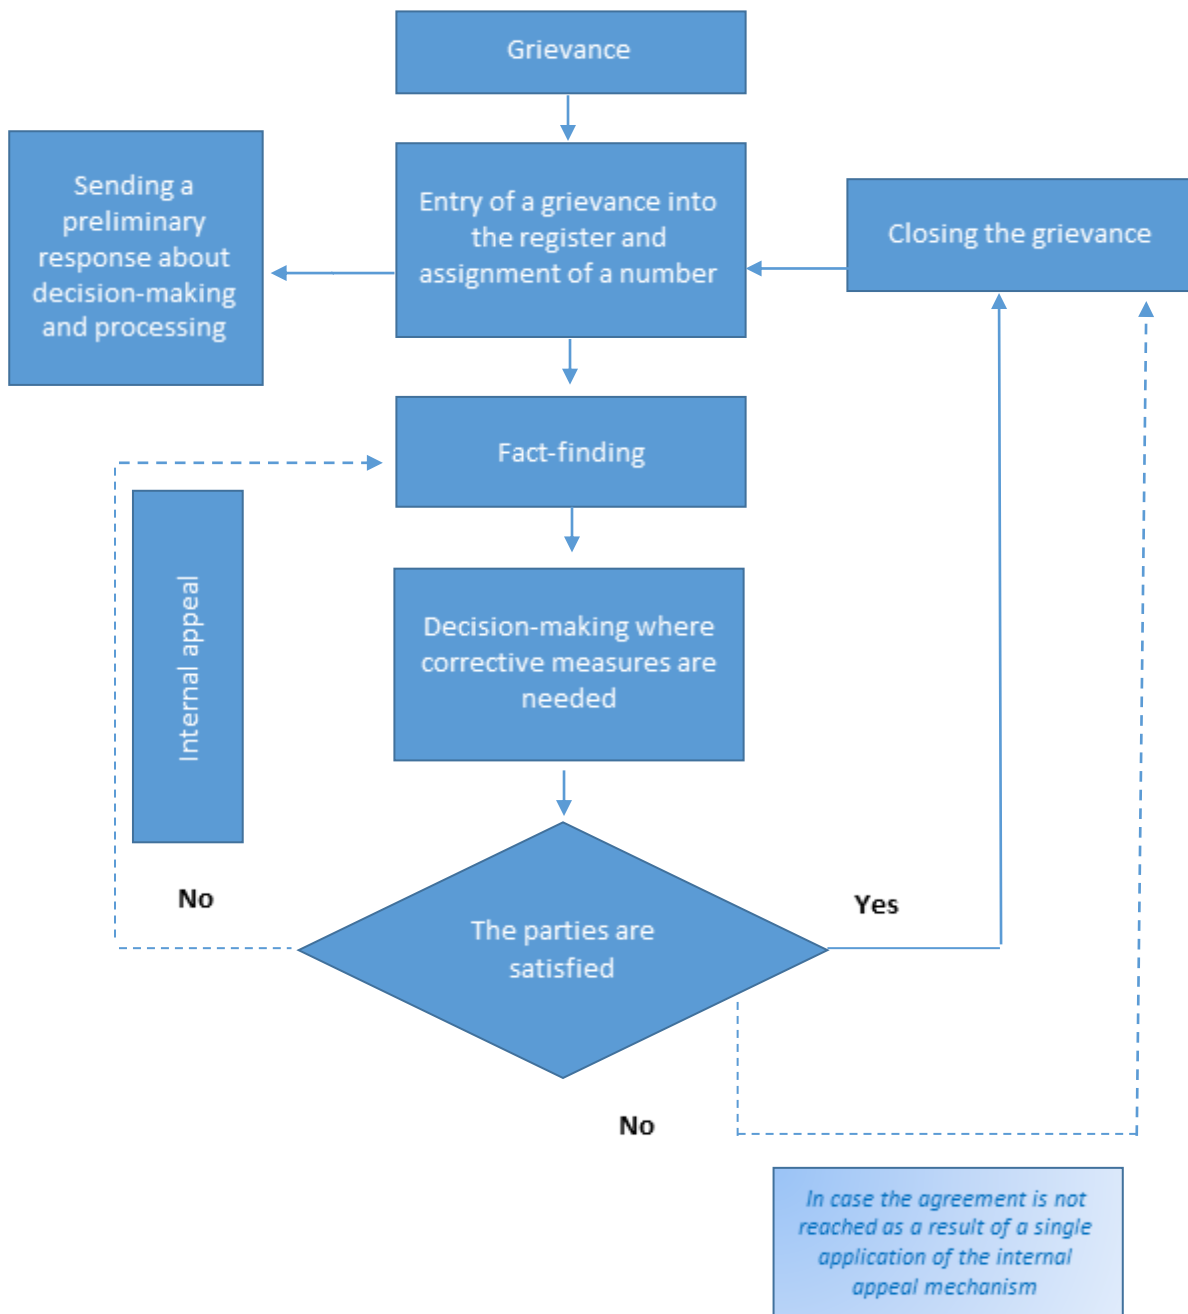 Grievance
Sending a
preliminary
response about
decision-making
and processing
Entry of a grievance into
the register and
assignment of a number
Closing the grievance
Fact-finding
Internal appeal
Decision-making where
corrective measures are
needed
No
Yes
The parties are
satisfied
No
In case the agreement is not
reached as a result of a single
application of the internal
appeal mechanism